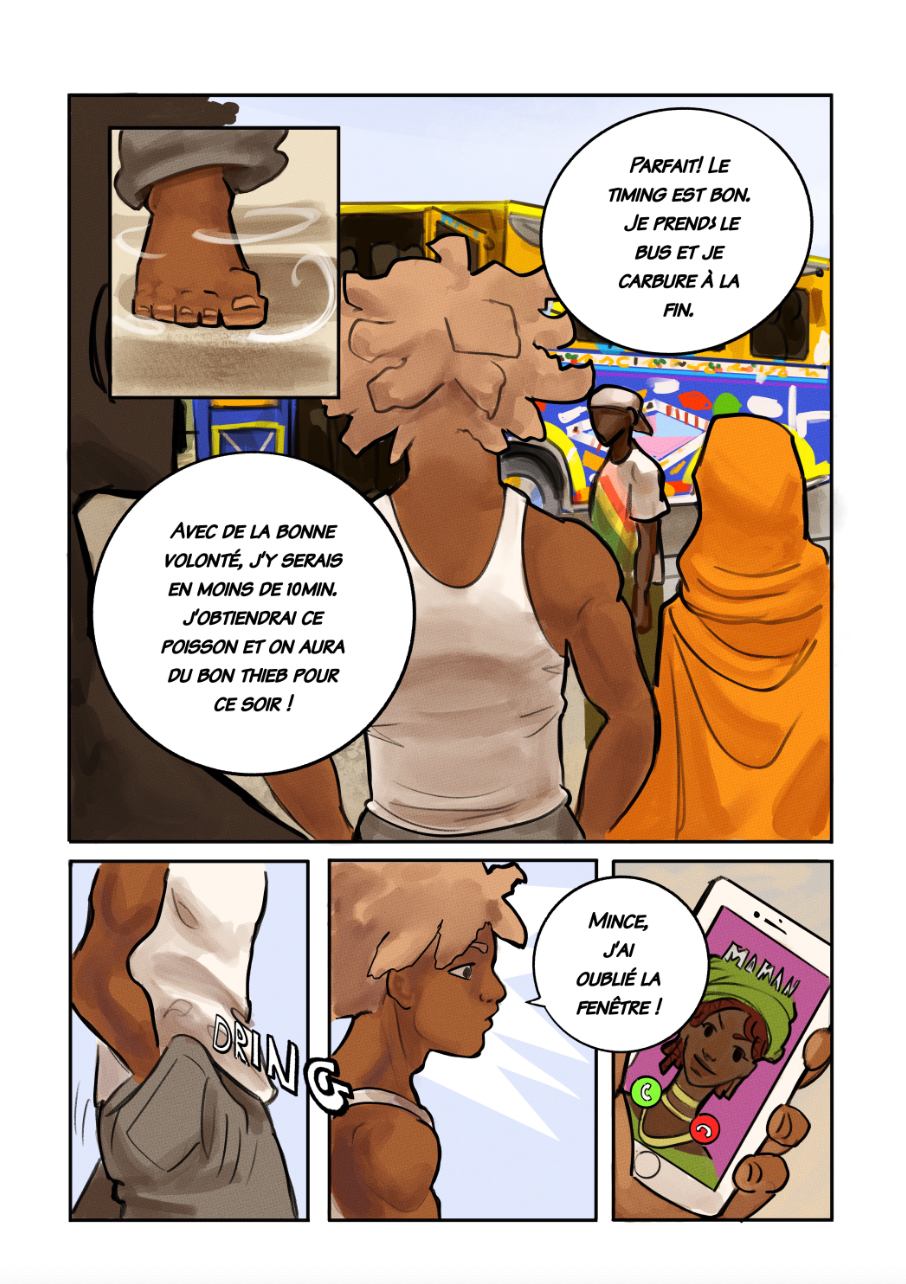 PARFAIT! LE
TIMING EST BON.
JE PRENDS LE
BUS ET JE
CARBURE À LA
FIN.
AVEC DE LA BONNE
VOLONTÉ, J'Y SERAIS
EN MOINS DE 10MIN.
J'OBTIENDRAI CE
POISSON ET ON AURA
DU BON THIEB POUR
CE SOIR !
DRING
MINCE,
J'AI
OUBLIÉ LA
FENÊTRE !
MAMAN